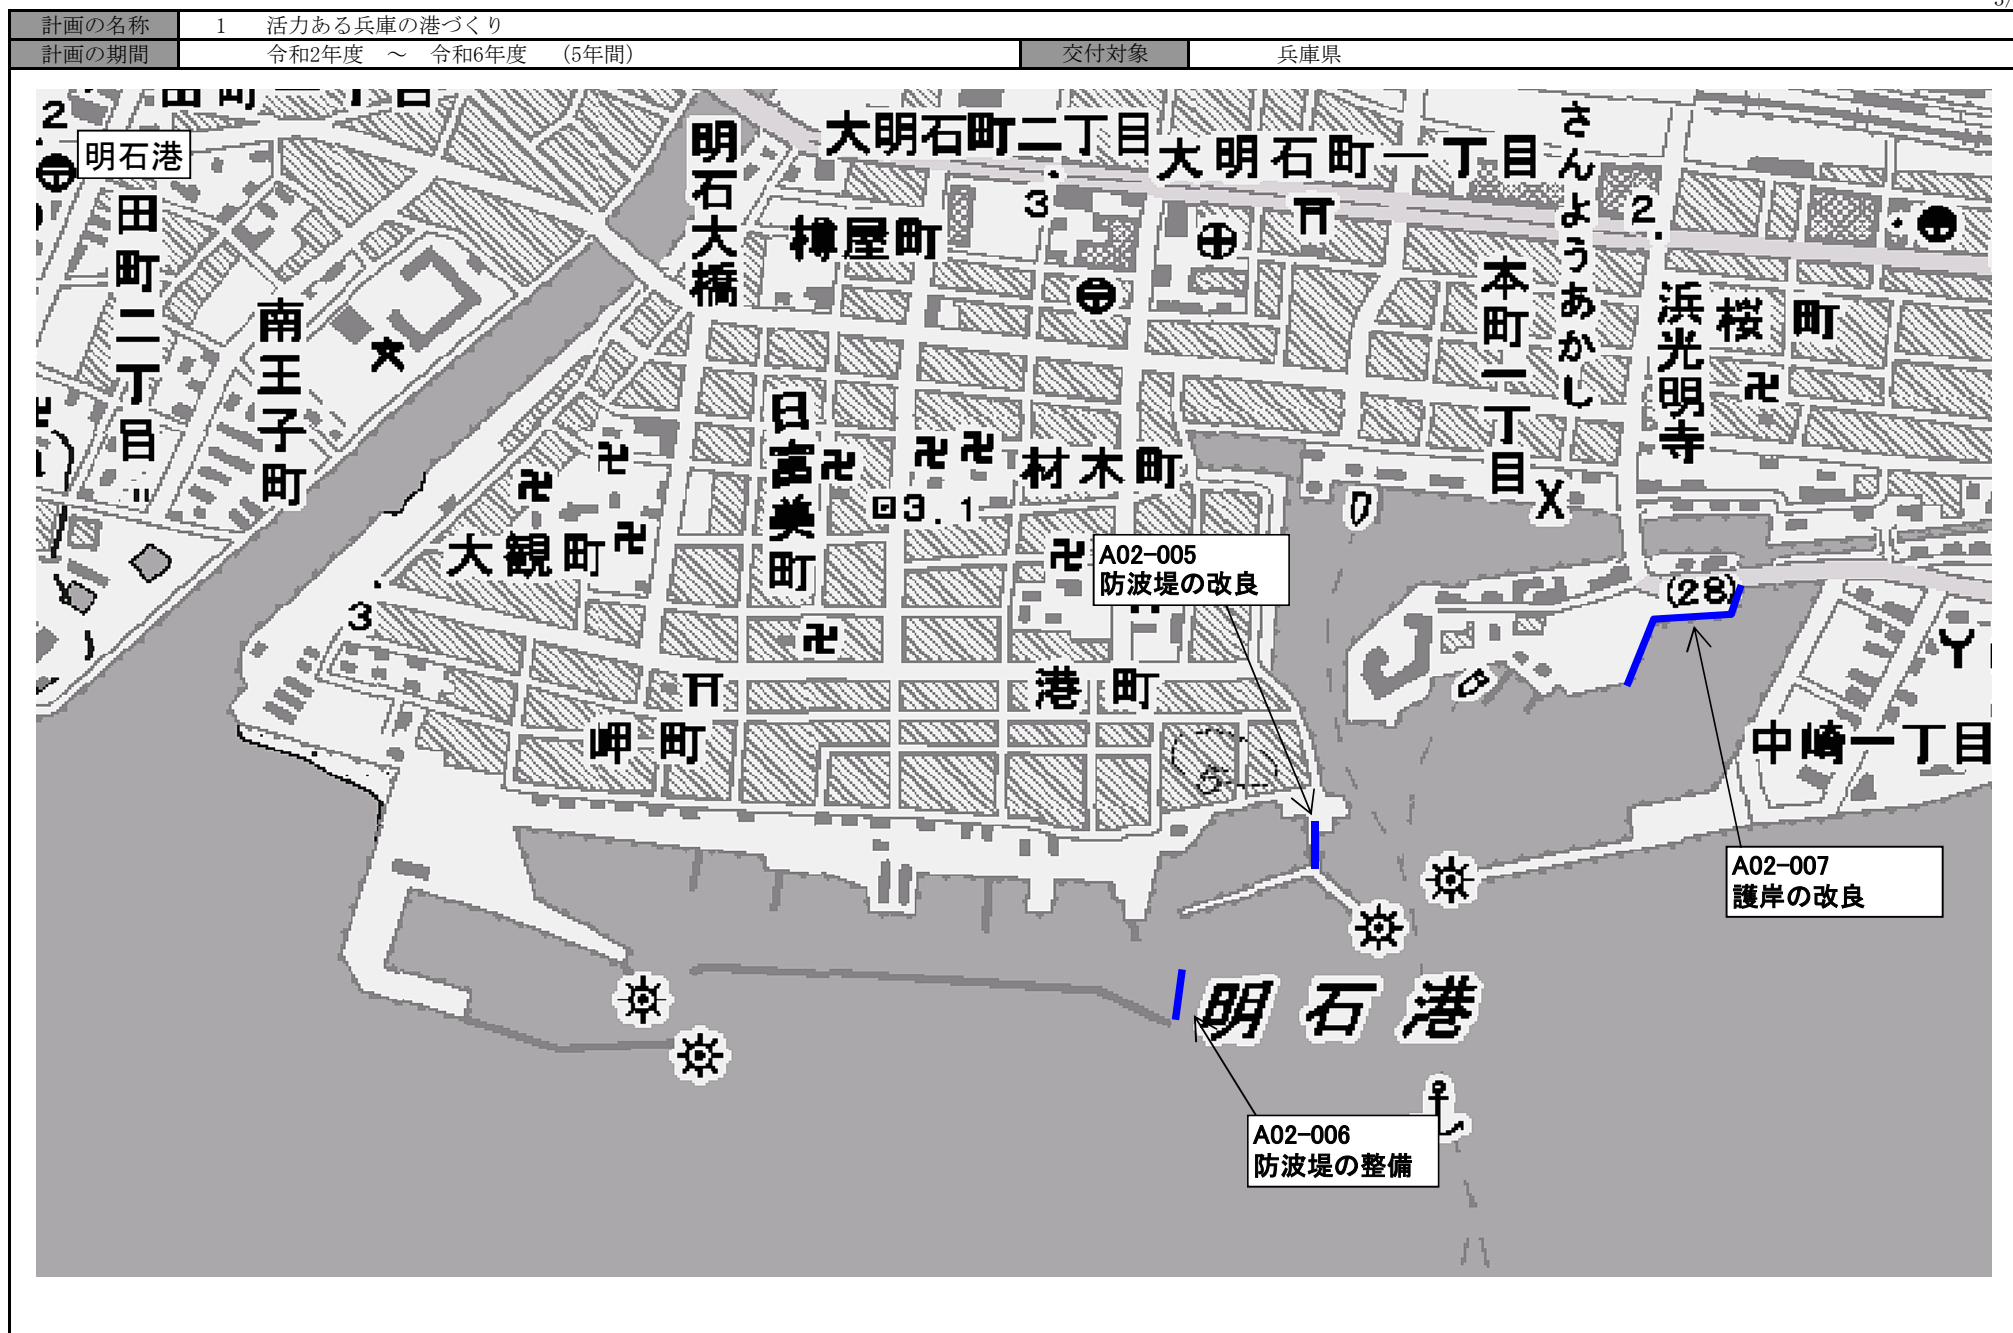 計画の名称 1 活力ある兵庫の港づくり
計画の期間 令和2年度 ～ 令和6年度 (5年間) 交付対象 兵庫県
2
明石港
田町二丁目
南王子町
明石大橋
大明石町二丁目
大明石町一丁目
さんようあかし
樽屋町
3
2
本町一丁目
浜光明寺
桜町
日富美町
材木町
3.1
大観町
3
A02-005
防波堤の改良
(28)
港町
岬町
中崎一丁目
A02-007
護岸の改良
明石港
A02-006
防波堤の整備